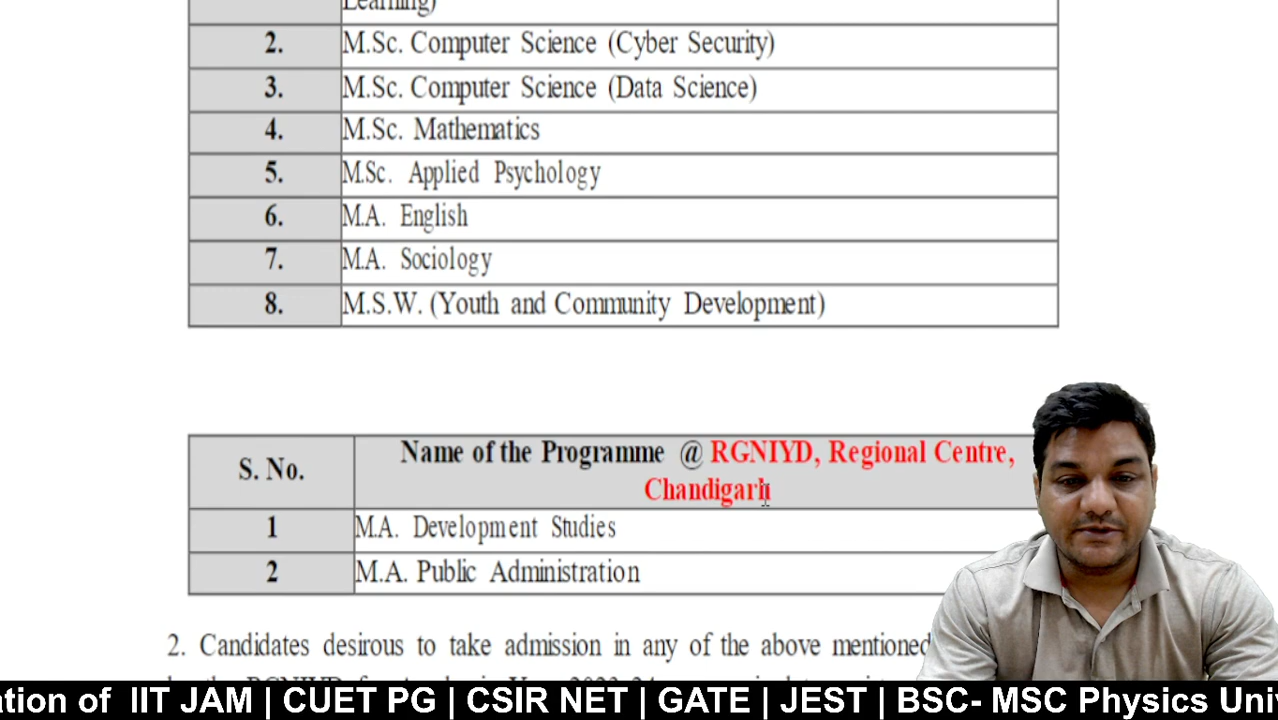 Learning)
2. M.Sc. Computer Science (Cyber Security)
3. M.Sc. Computer Science (Data Science)
4. M.Sc. Mathematics
5. M.Sc. Applied Psychology
6. M.A. English
7. M.A. Sociology
8. M.S.W. (Youth and Community Development)
S. No. Name of the Programme @ RGNIYD, Regional Centre,
Chandigarh
1 M.A. Development Studies
2 M.A. Public Administration
2. Candidates desirous to take admission in any of the above mentioned
of IIT JAM | CUET PG | CSIR NET | GATE | JEST | BSC- MSC Physics